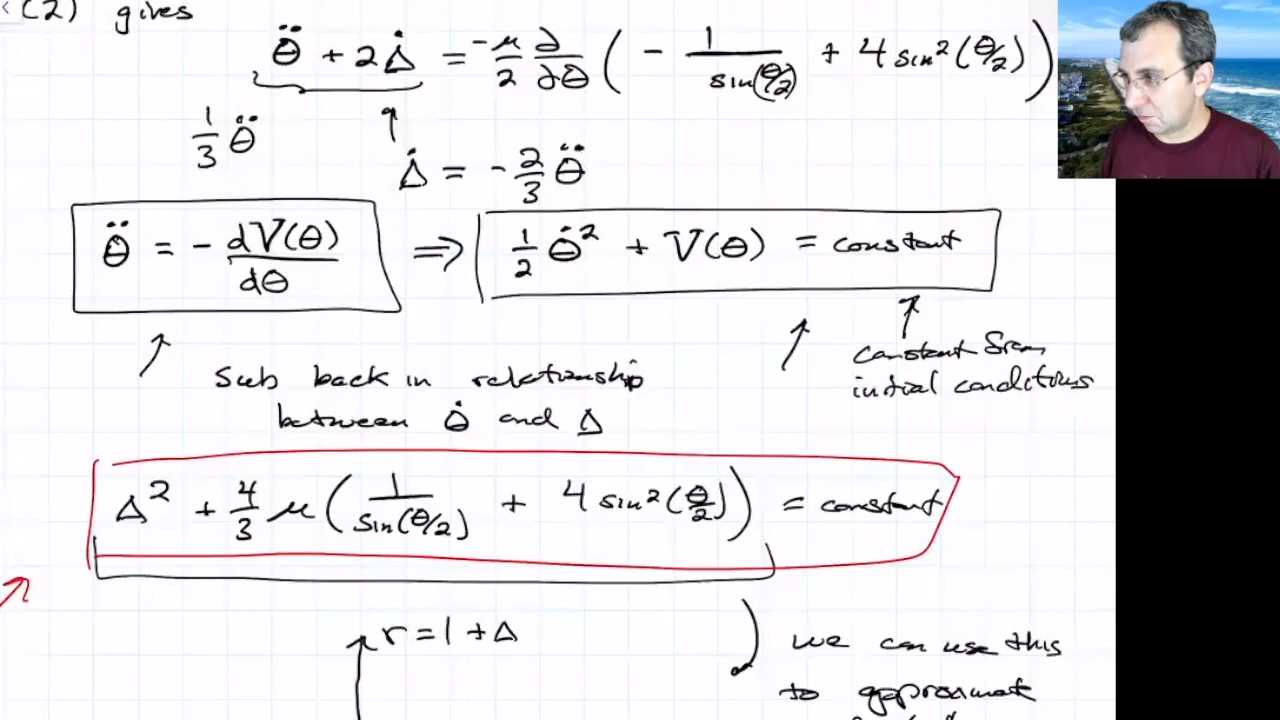 (2) gives
θ̈ + 2Δ̇ = -μ/2 ∂/∂θ ( - 1/sin(θ/2) + 4 sin²(θ/2) )
1/3 θ̈
Δ̇ = -2/3 θ̈
θ̈ = - dV(θ)/dθ ⇒ 1/2 θ̇² + V(θ) = constant
constant from
initial conditions
Sub back in relationship
between θ̇ and Δ
Δ² + 4/3 μ ( 1/sin(θ/2) + 4 sin²(θ/2) ) = constant
r = 1 + Δ
we can use this
to approximate